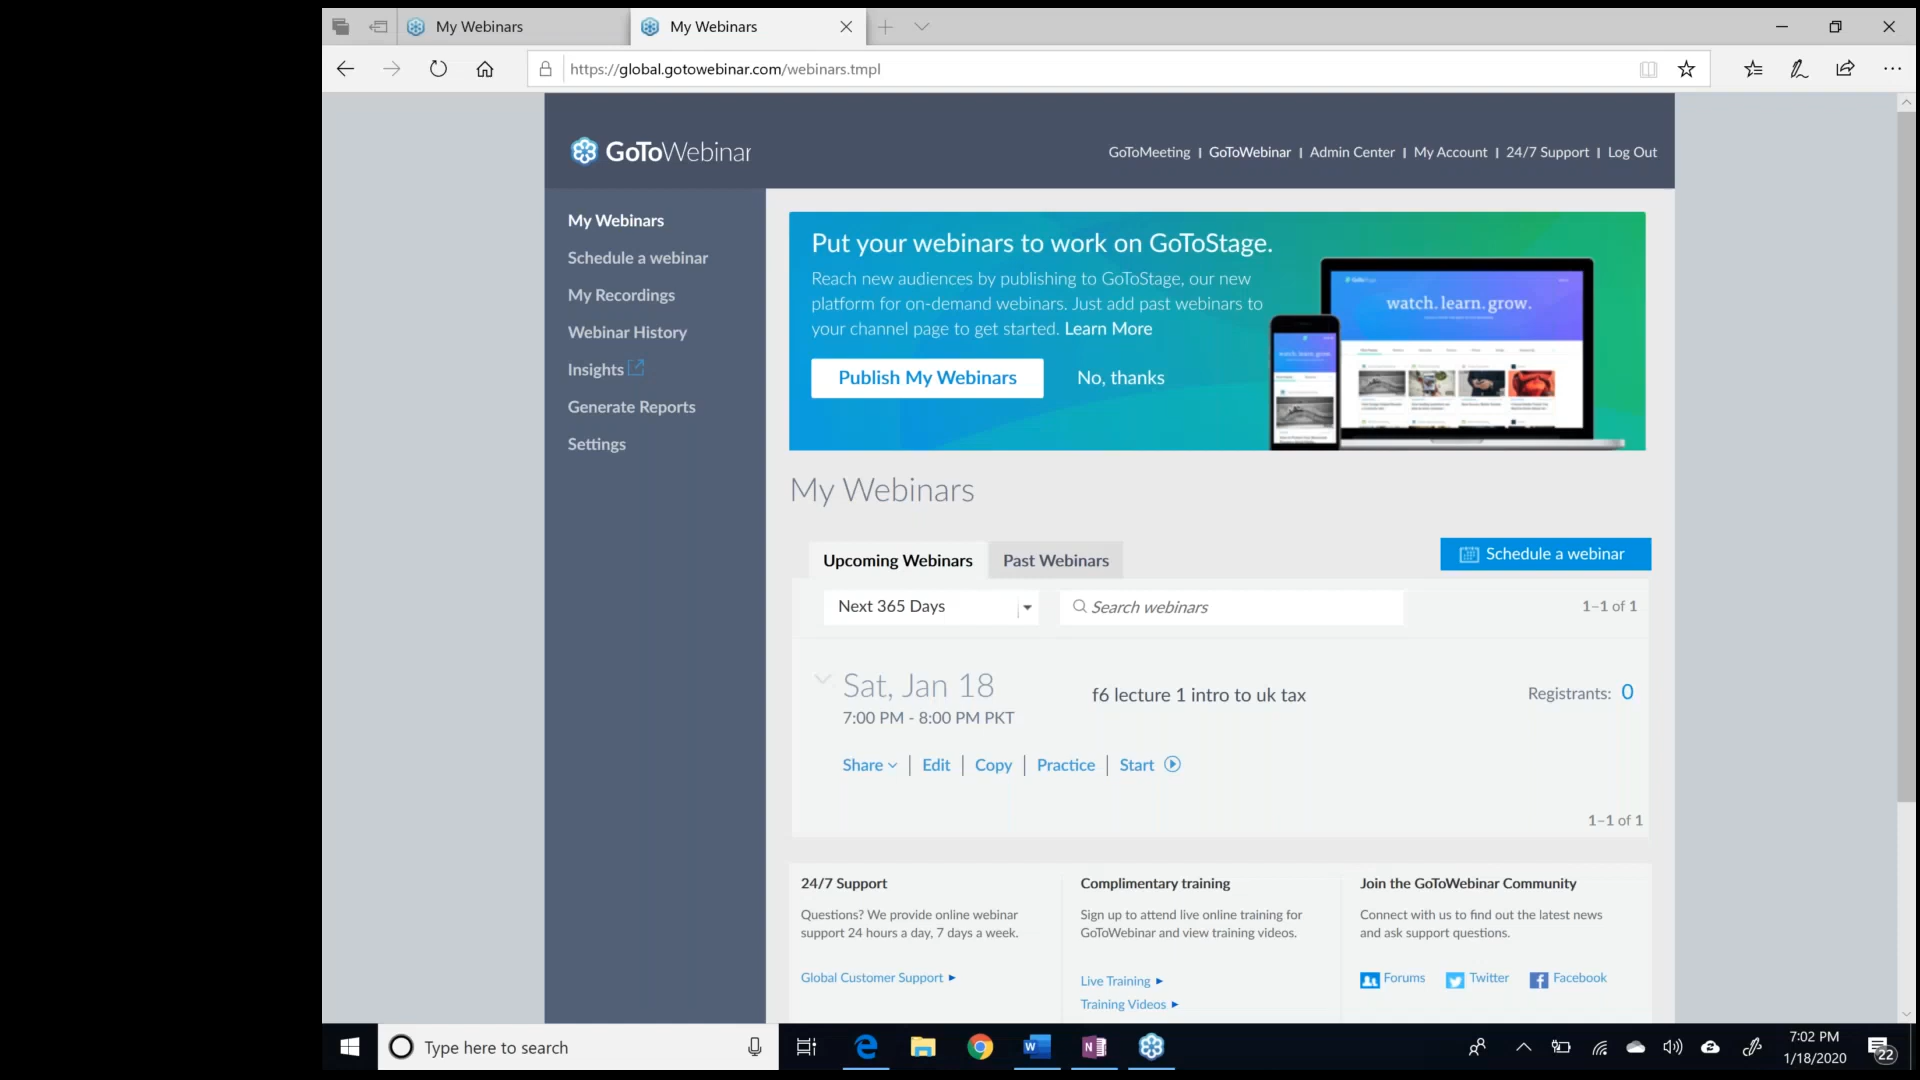 My Webinars
My Webinars
https://global.gotowebinar.com/webinars.tmpl
GoToWebinar
GoToMeeting | GoToWebinar | Admin Center | My Account | 24/7 Support | Log Out
My Webinars
Schedule a webinar
My Recordings
Webinar History
Insights
Generate Reports
Settings
Put your webinars to work on GoToStage.
Reach new audiences by publishing to GoToStage, our new
platform for on-demand webinars. Just add past webinars to
your channel page to get started. Learn More
Publish My Webinars
No, thanks
watch. learn. grow.
My Webinars
Upcoming Webinars
Past Webinars
Schedule a webinar
Next 365 Days
Search webinars
1–1 of 1
Sat, Jan 18
7:00 PM - 8:00 PM PKT
f6 lecture 1 intro to uk tax
Registrants: 0
Share | Edit | Copy | Practice | Start
1–1 of 1
24/7 Support
Questions? We provide online webinar
support 24 hours a day, 7 days a week.
Global Customer Support
Complimentary training
Sign up to attend live online training for
GoToWebinar and view training videos.
Live Training
Training Videos
Join the GoToWebinar Community
Connect with us to find out the latest news
and ask support questions.
Forums
Twitter
Facebook
Type here to search
7:02 PM
1/18/2020
22